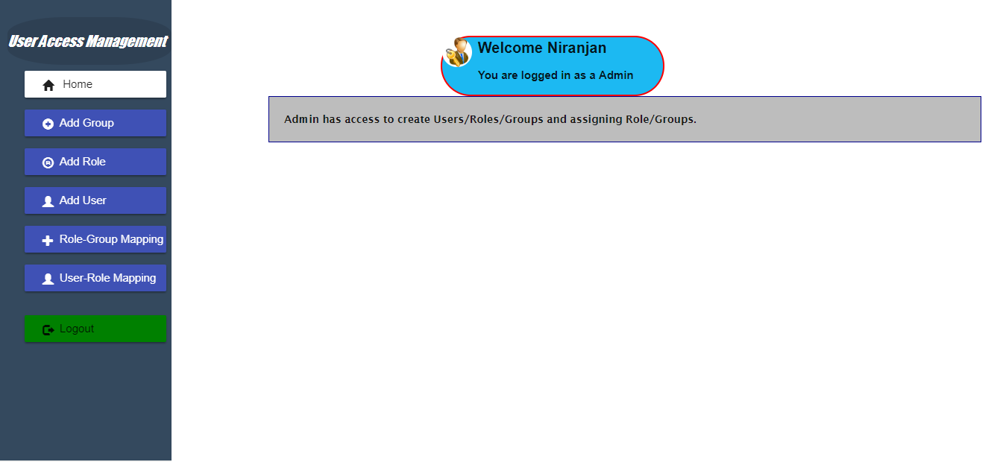 User Access Management
Home
Add Group
Add Role
Add User
Role-Group Mapping
User-Role Mapping
Logout
Welcome Niranjan
You are logged in as a Admin
Admin has access to create Users/Roles/Groups and assigning Role/Groups.